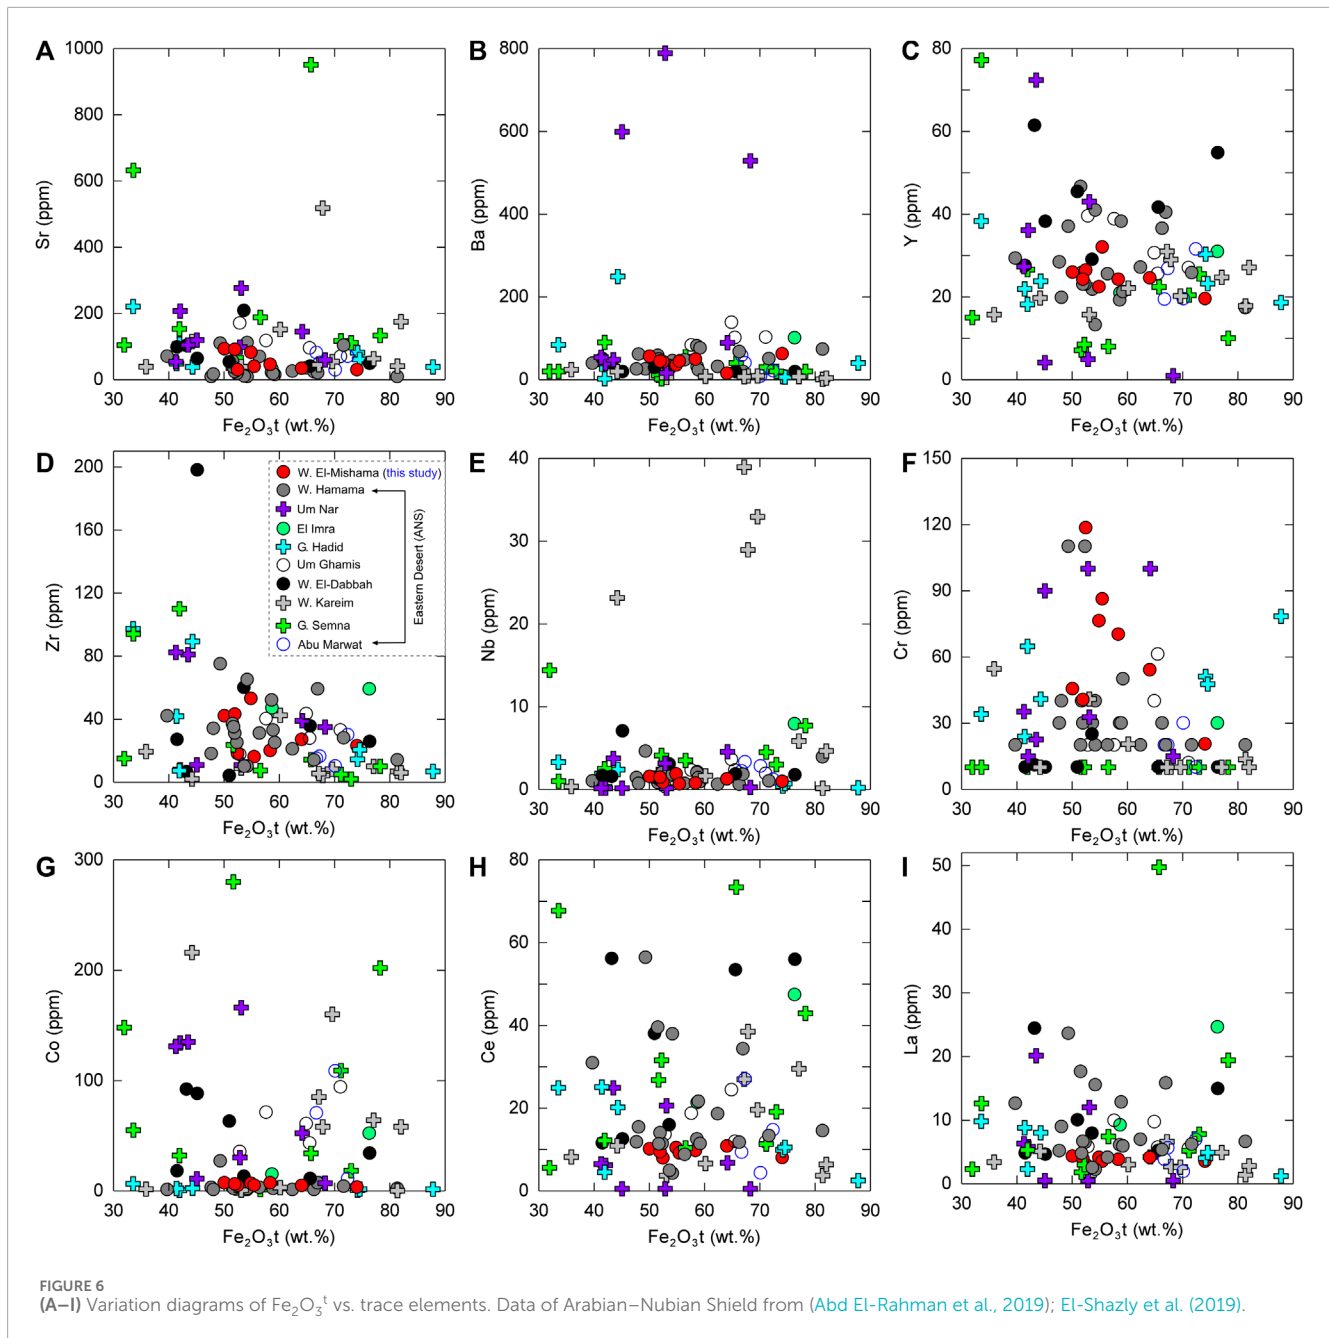 A
1000
800
600
400
200
0
Sr (ppm)
30 40 50 60 70 80 90
Fe₂O₃t (wt.%)
B
800
600
400
200
0
Ba (ppm)
30 40 50 60 70 80 90
Fe₂O₃t (wt.%)
C
80
60
40
20
0
Y (ppm)
30 40 50 60 70 80 90
Fe₂O₃t (wt.%)
D
200
160
120
80
40
0
Zr (ppm)
W. El-Mishama (this study)
W. Hamama
Um Nar
El Imra
G. Hadid
Um Ghamis
W. El-Dabbah
W. Kareim
G. Semna
Abu Marwat
Eastern Desert (ANS)
30 40 50 60 70 80 90
Fe₂O₃t (wt.%)
E
40
30
20
10
0
Nb (ppm)
30 40 50 60 70 80 90
Fe₂O₃t (wt.%)
F
150
120
90
60
30
0
Cr (ppm)
30 40 50 60 70 80 90
Fe₂O₃t (wt.%)
G
300
200
100
0
Co (ppm)
30 40 50 60 70 80 90
Fe₂O₃t (wt.%)
H
80
60
40
20
0
Ce (ppm)
30 40 50 60 70 80 90
Fe₂O₃t (wt.%)
I
50
40
30
20
10
0
La (ppm)
30 40 50 60 70 80 90
Fe₂O₃t (wt.%)
FIGURE 6
(A–I) Variation diagrams of Fe₂O₃ᵗ vs. trace elements. Data of Arabian–Nubian Shield from (Abd El-Rahman et al., 2019); El-Shazly et al. (2019).